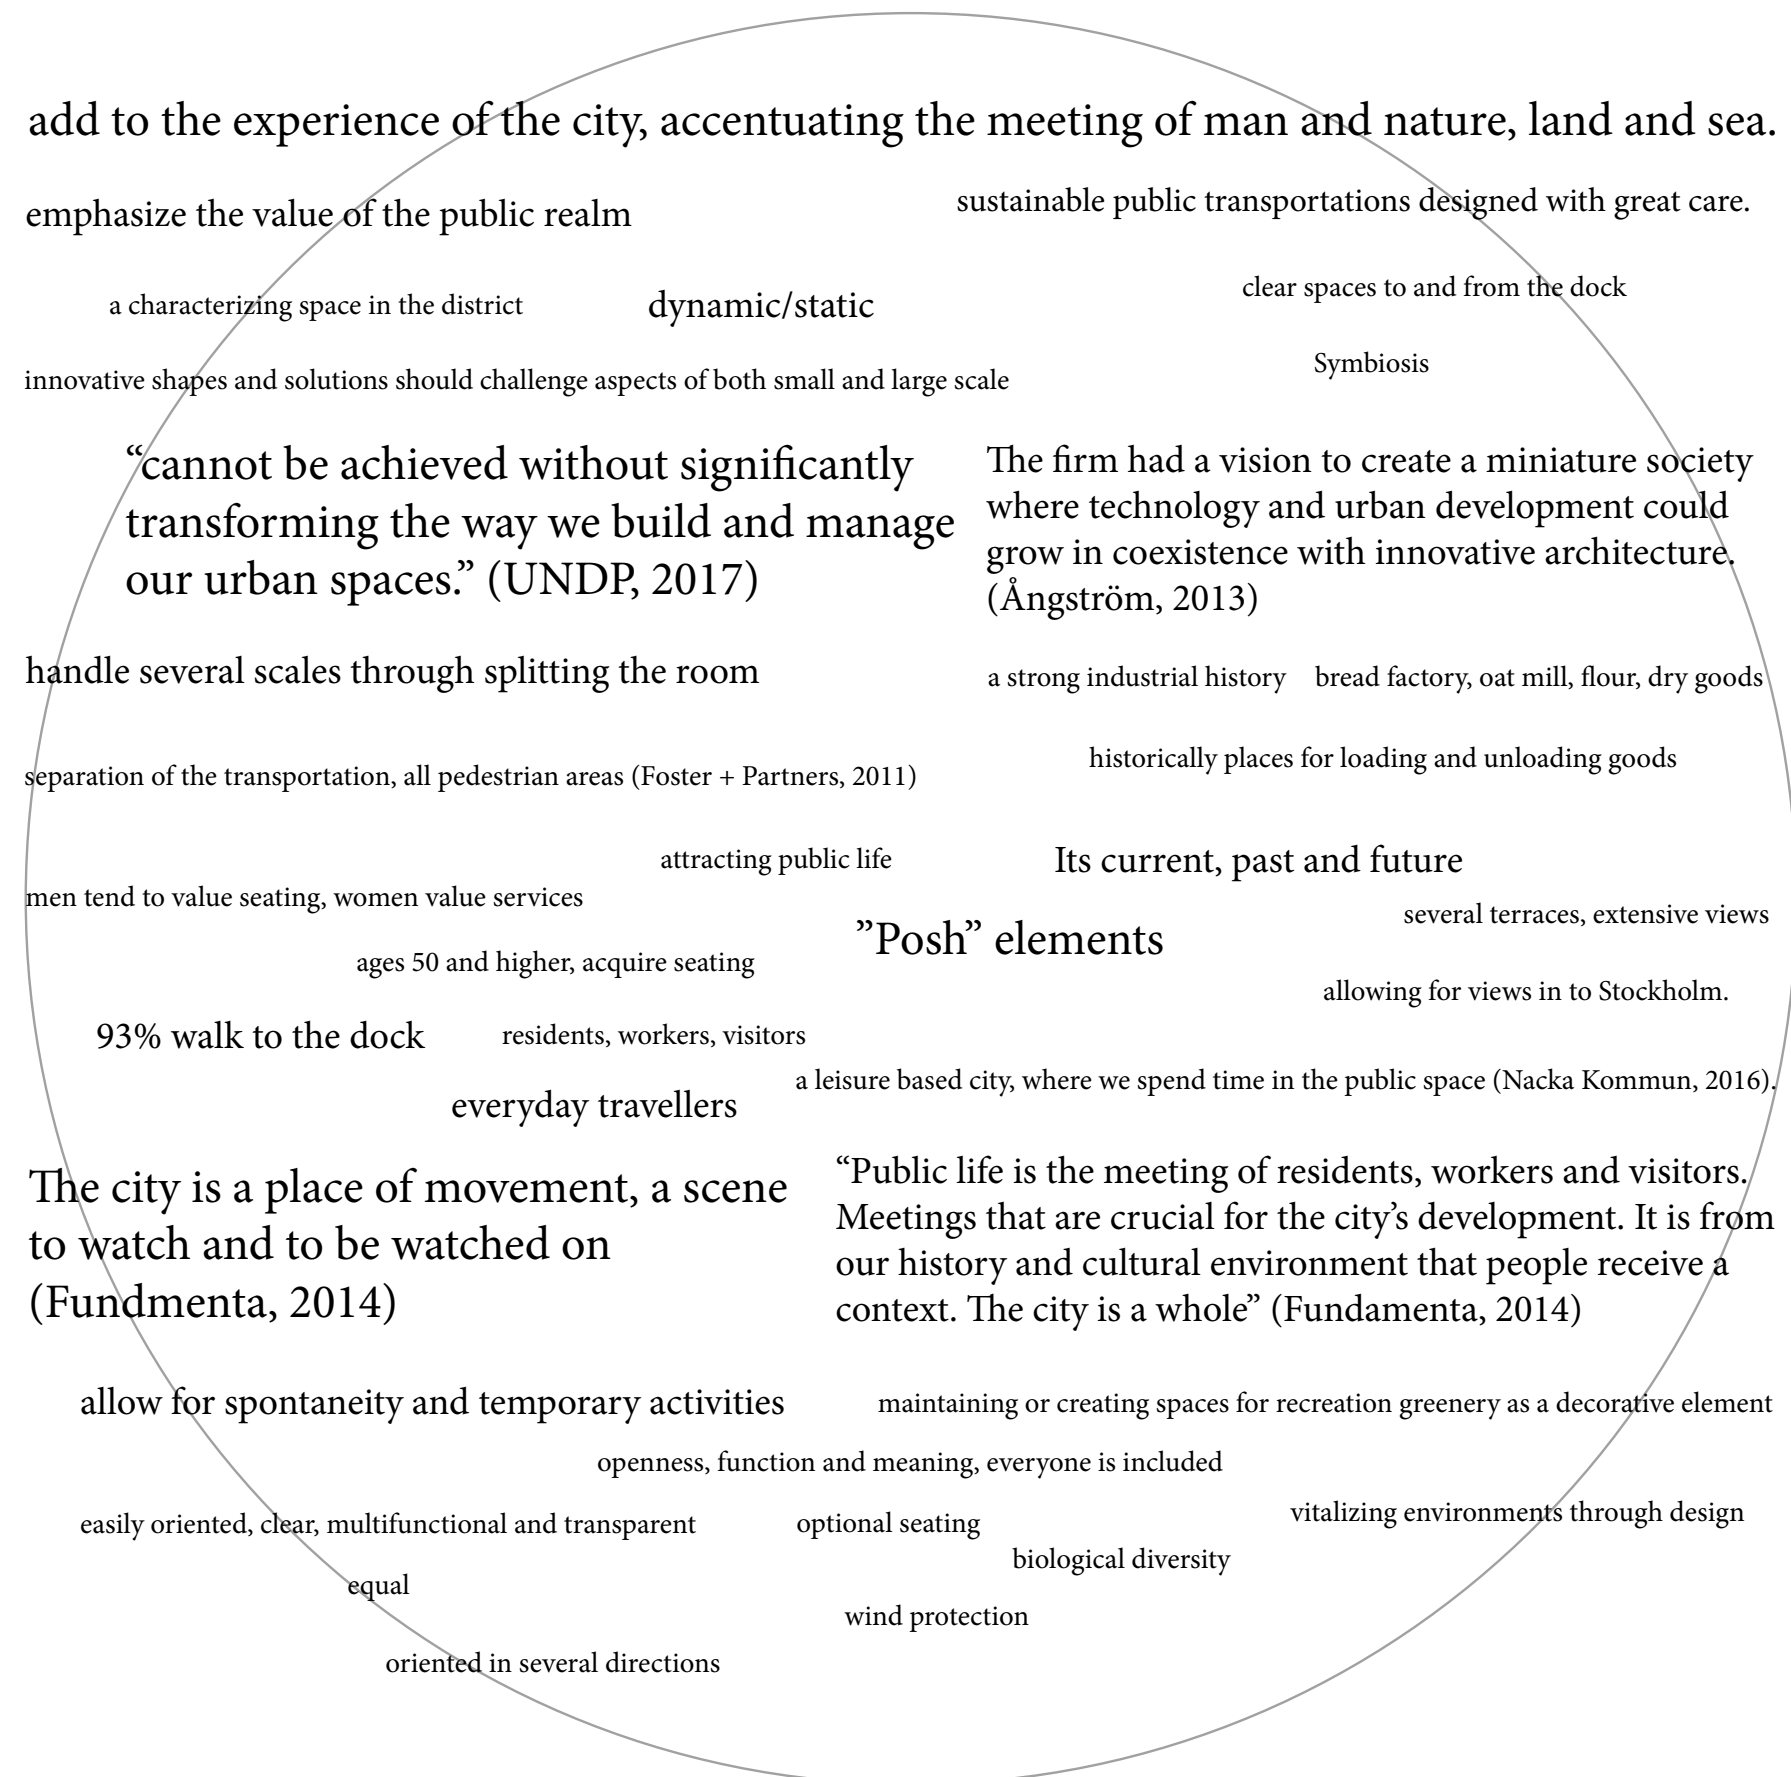 add to the experience of the city, accentuating the meeting of man and nature, land and sea.
emphasize the value of the public realm
sustainable public transportations designed with great care.
a characterizing space in the district
dynamic/static
clear spaces to and from the dock
innovative shapes and solutions should challenge aspects of both small and large scale
Symbiosis
“cannot be achieved without significantly
transforming the way we build and manage
our urban spaces.” (UNDP, 2017)
The firm had a vision to create a miniature society
where technology and urban development could
grow in coexistence with innovative architecture.
(Ångström, 2013)
handle several scales through splitting the room
a strong industrial history
bread factory, oat mill, flour, dry goods
separation of the transportation, all pedestrian areas (Foster + Partners, 2011)
historically places for loading and unloading goods
attracting public life
Its current, past and future
men tend to value seating, women value services
”Posh” elements
several terraces, extensive views
ages 50 and higher, acquire seating
allowing for views in to Stockholm.
93% walk to the dock
residents, workers, visitors
a leisure based city, where we spend time in the public space (Nacka Kommun, 2016).
everyday travellers
The city is a place of movement, a scene
to watch and to be watched on
(Fundmenta, 2014)
“Public life is the meeting of residents, workers and visitors.
Meetings that are crucial for the city’s development. It is from
our history and cultural environment that people receive a
context. The city is a whole” (Fundamenta, 2014)
allow for spontaneity and temporary activities
maintaining or creating spaces for recreation greenery as a decorative element
openness, function and meaning, everyone is included
easily oriented, clear, multifunctional and transparent
optional seating
vitalizing environments through design
biological diversity
equal
wind protection
oriented in several directions